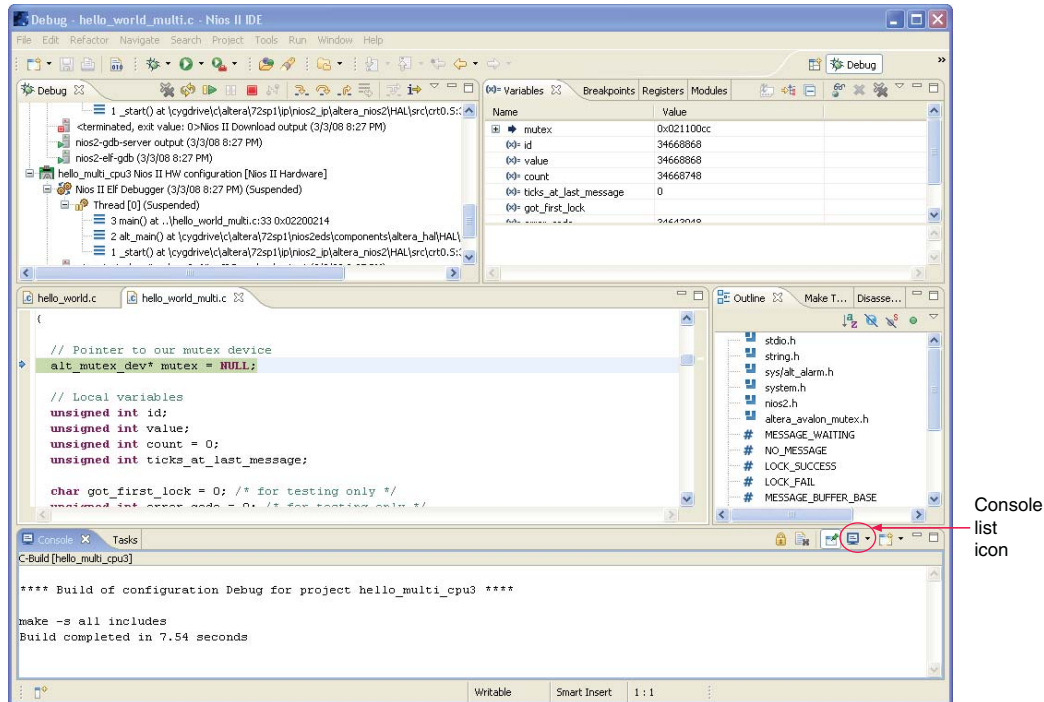 Debug - hello_world_multi.c - Nios II IDE
File Edit Refactor Navigate Search Project Tools Run Window Help
Debug
Debug
1 _start() at \cygdrive\c\altera\72sp1\ip\nios2_ip\altera_nios2\HAL\src\crt0.S:
<terminated, exit value: 0>Nios II Download output (3/3/08 8:27 PM)
nios2-gdb-server output (3/3/08 8:27 PM)
nios2-elf-gdb (3/3/08 8:27 PM)
hello_multi_cpu3 Nios II HW configuration [Nios II Hardware]
Nios II Elf Debugger (3/3/08 8:27 PM) (Suspended)
Thread [0] (Suspended)
3 main() at ..\hello_world_multi.c:33 0x02200214
2 alt_main() at \cygdrive\c\altera\72sp1\nios2eds\components\altera_hal\HAL\
1 _start() at \cygdrive\c\altera\72sp1\ip\nios2_ip\altera_nios2\HAL\src\crt0.S:
(x)= Variables Breakpoints Registers Modules
Name Value
mutex 0x021100cc
(x)= id 34668868
(x)= value 34668868
(x)= count 34668748
(x)= ticks_at_last_message 0
(x)= got_first_lock
(x)= error_code 34643948
hello_world.c hello_world_multi.c
{
// Pointer to our mutex device
alt_mutex_dev* mutex = NULL;
// Local variables
unsigned int id;
unsigned int value;
unsigned int count = 0;
unsigned int ticks_at_last_message;
char got_first_lock = 0; /* for testing only */
unsigned int error_code = 0; /* for testing only */
Outline Make T... Disasse...
stdio.h
string.h
sys/alt_alarm.h
system.h
nios2.h
altera_avalon_mutex.h
# MESSAGE_WAITING
# NO_MESSAGE
# LOCK_SUCCESS
# LOCK_FAIL
# MESSAGE_BUFFER_BASE
Console
list
icon
Console Tasks
C-Build [hello_multi_cpu3]
**** Build of configuration Debug for project hello_multi_cpu3 ****
make -s all includes
Build completed in 7.54 seconds
Writable Smart Insert 1 : 1